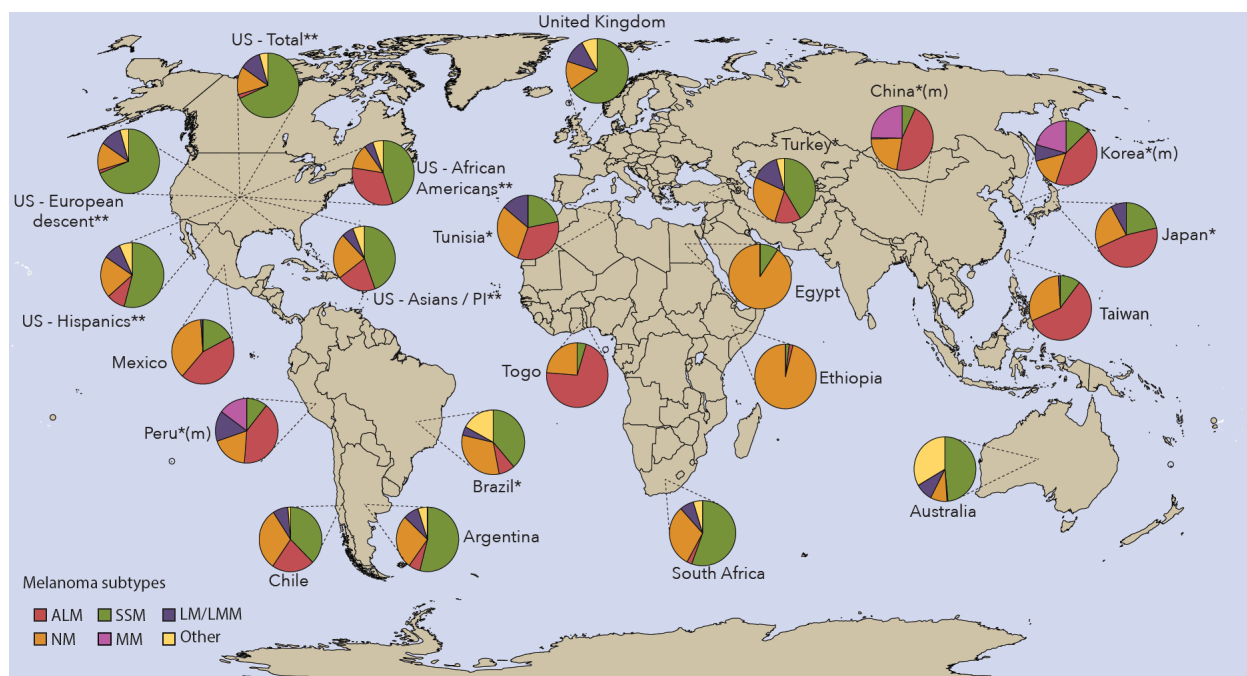 United Kingdom
US - Total**
China*(m)
Turkey*
Korea*(m)
US - African
Americans**
US - European
descent**
Tunisia*
Japan*
Egypt
US - Asians / PI**
US - Hispanics**
Taiwan
Mexico
Togo
Ethiopia
Peru*(m)
Brazil*
Australia
Argentina
Chile
South Africa
Melanoma subtypes
ALM SSM LM/LMM
NM MM Other